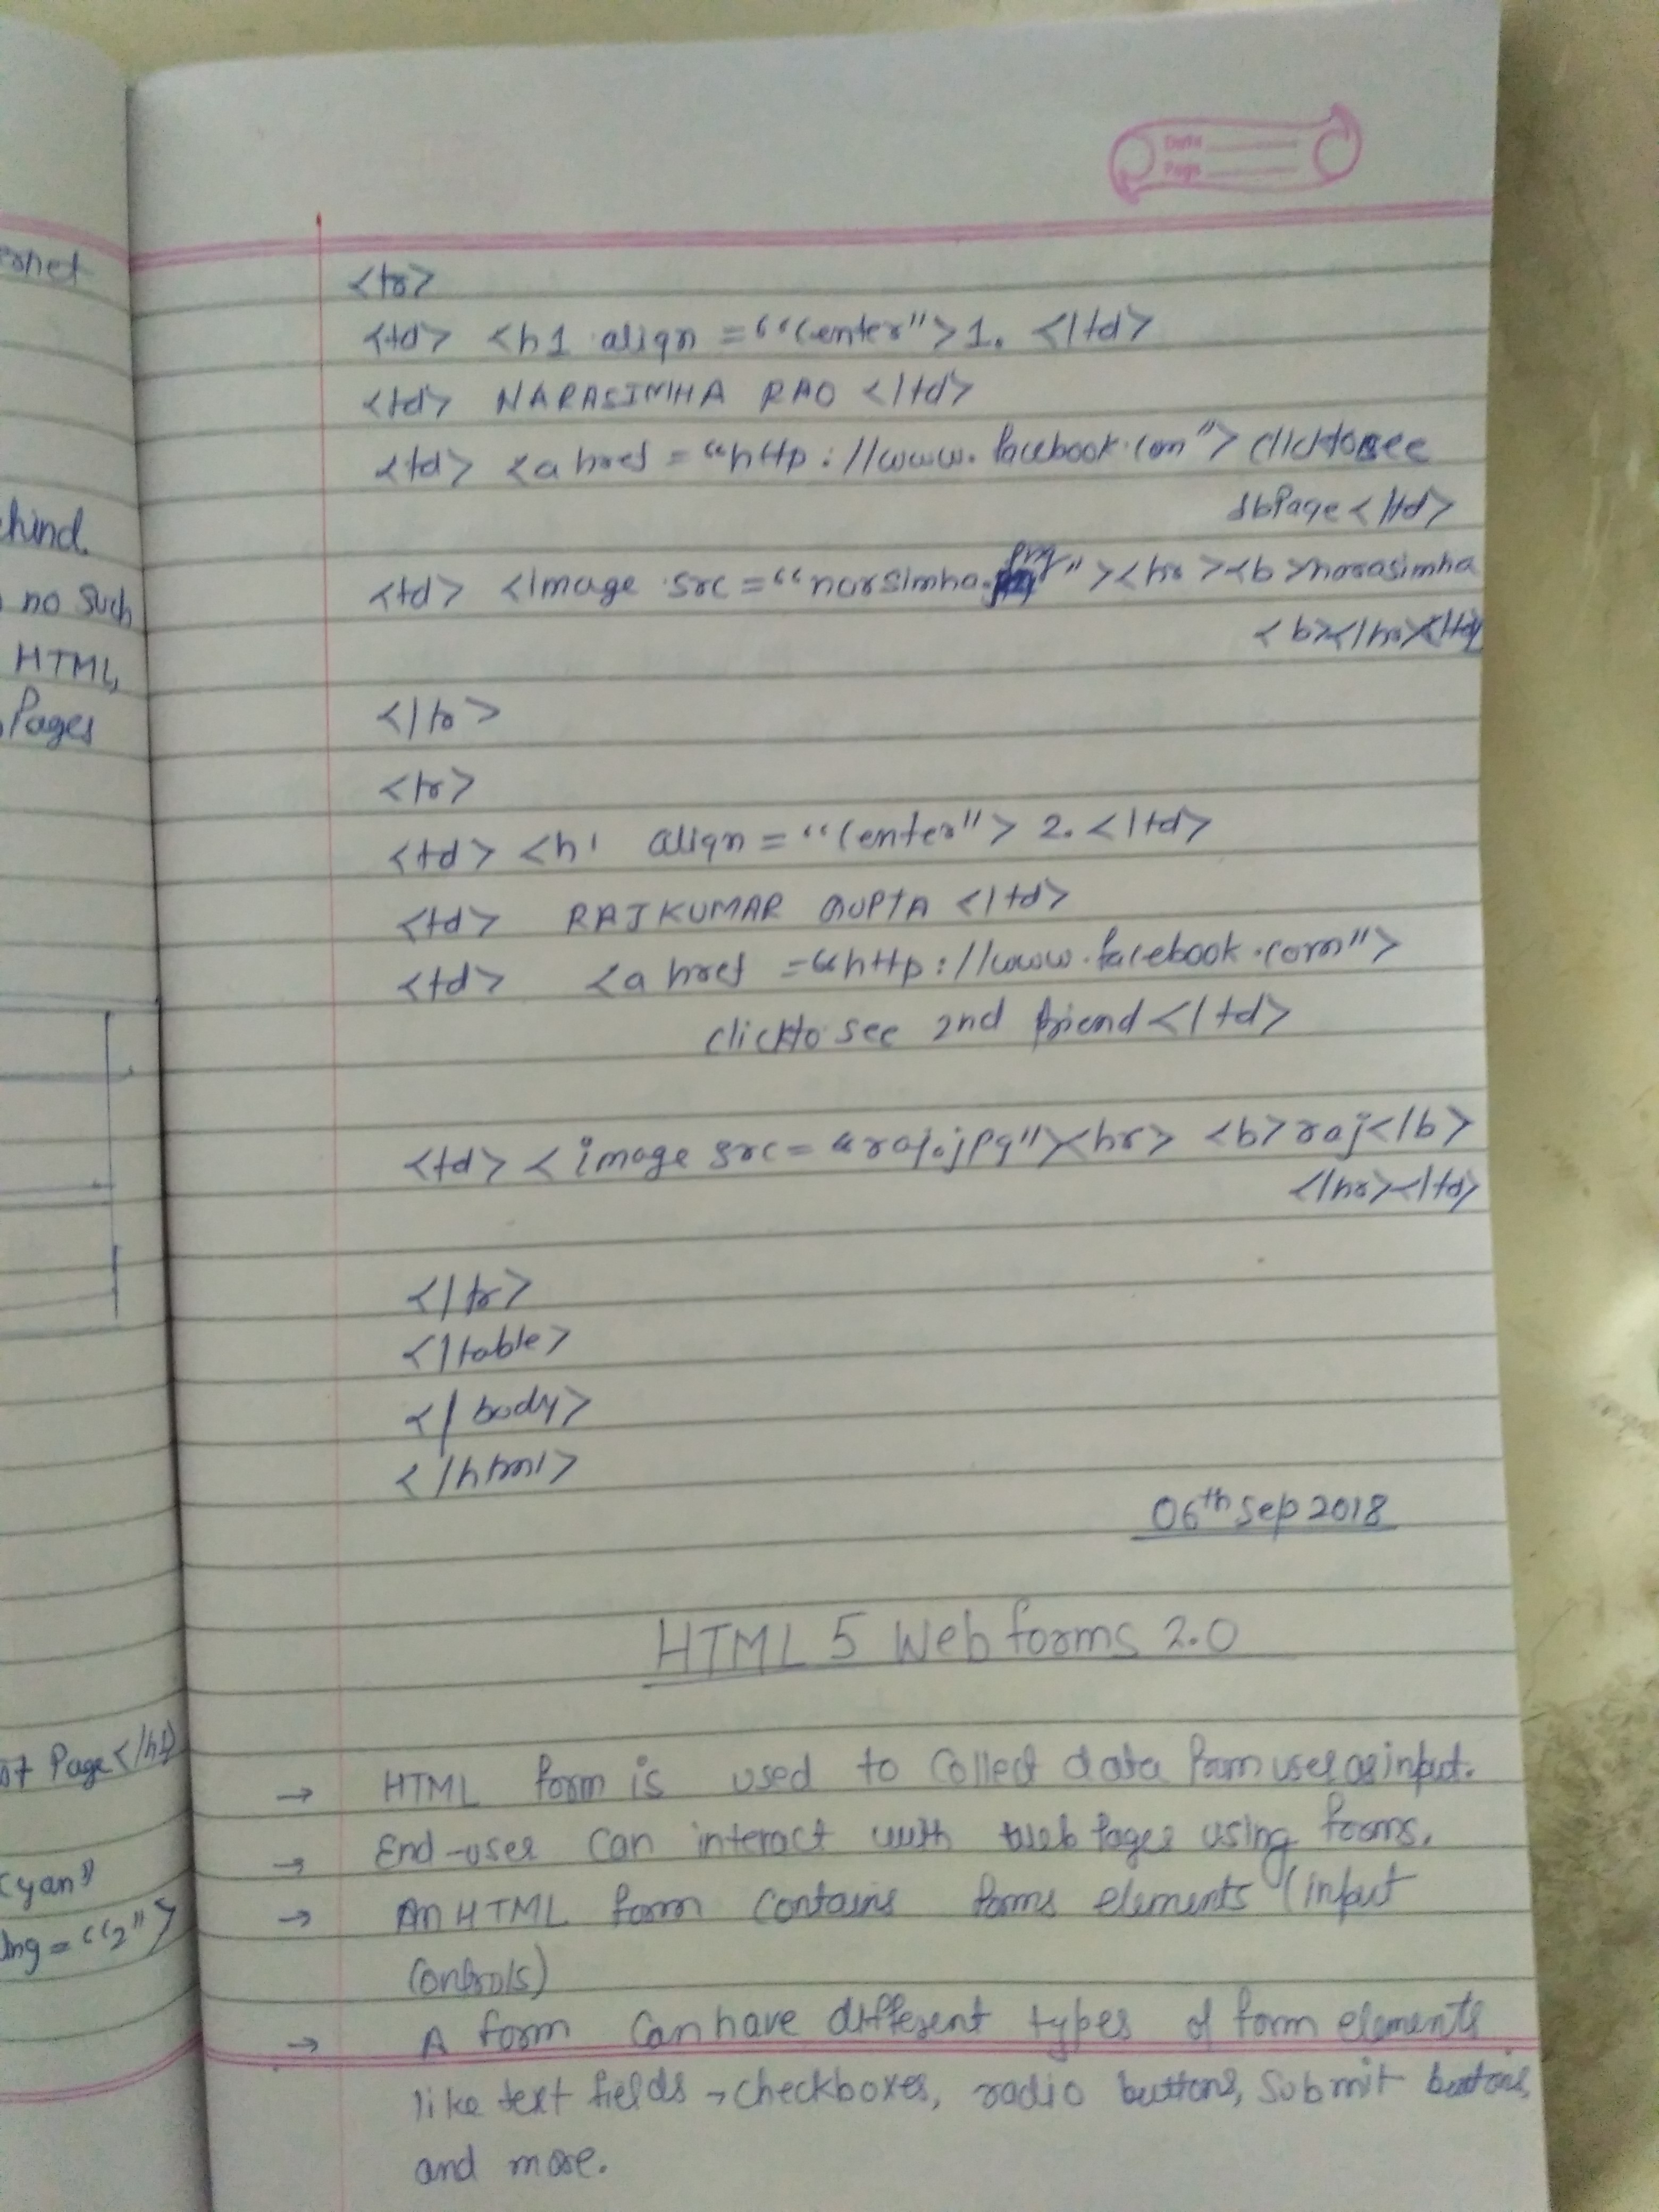 ernet
chind.
no such
HTML,
Pages
ot Page</h1>
cyan"
ing=“2">
Date
Page
<tr>
<td> <h1 align =““center">1. </td>
<td> NARASIMHA RAO </td>
<td> <a href = “http://www.facebook.com"> clicktosee
fbPage</td>
<td> <image src=“narsimha.png"><hr><b>narasimha
<b></hr></td>
</tr>
<tr>
<td> <h1 align=“center"> 2.</td>
<td> RAJKUMAR GUPTA </td>
<td> <a href =“http://www.facebook.com">
clickto see 2nd friend</td>
<td> <image src= “raj.jpg"><hr> <b>raj</b>
</hr></td>
</tr>
</table>
</body>
</html>
06th Sep 2018
HTML 5 Web forms 2.0
→ HTML form is used to collect data from user as input.
→ End-user can interact with web pages using forms.
→ An HTML form contains forms elements (input
controls)
→ A form can have different types of form elements
like text fields, checkboxes, radio buttons, submit buttons,
and more.